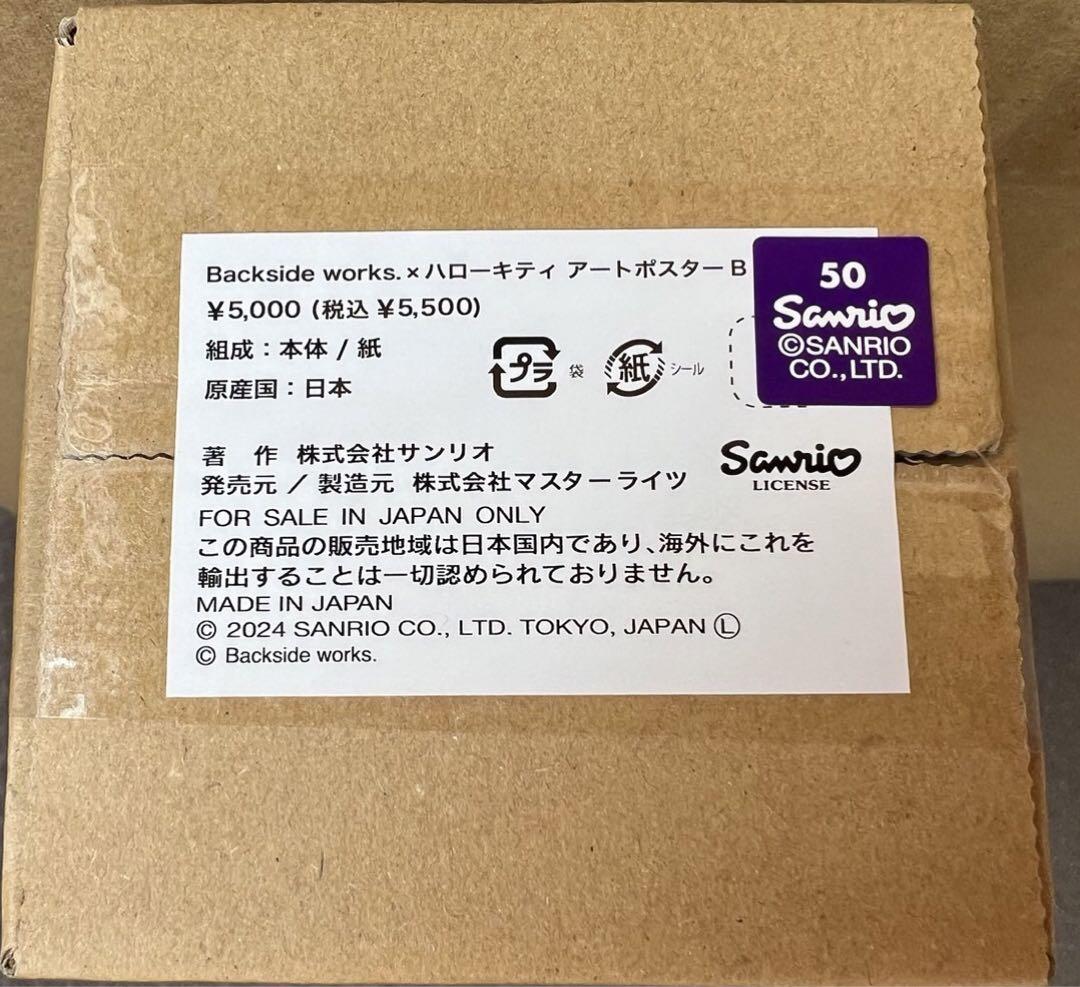 Backside works.×ハローキティ アートポスターB
¥5,000 (税込 ¥5,500)
組成：本体 / 紙
原産国：日本
プラ 袋
紙 シール
50
Sanrio
©SANRIO
CO.,LTD.
著　作 株式会社サンリオ
発売元 / 製造元 株式会社マスターライツ
Sanrio
LICENSE
FOR SALE IN JAPAN ONLY
この商品の販売地域は日本国内であり、海外にこれを
輸出することは一切認められておりません。
MADE IN JAPAN
© 2024 SANRIO CO., LTD. TOKYO, JAPAN Ⓛ
© Backside works.